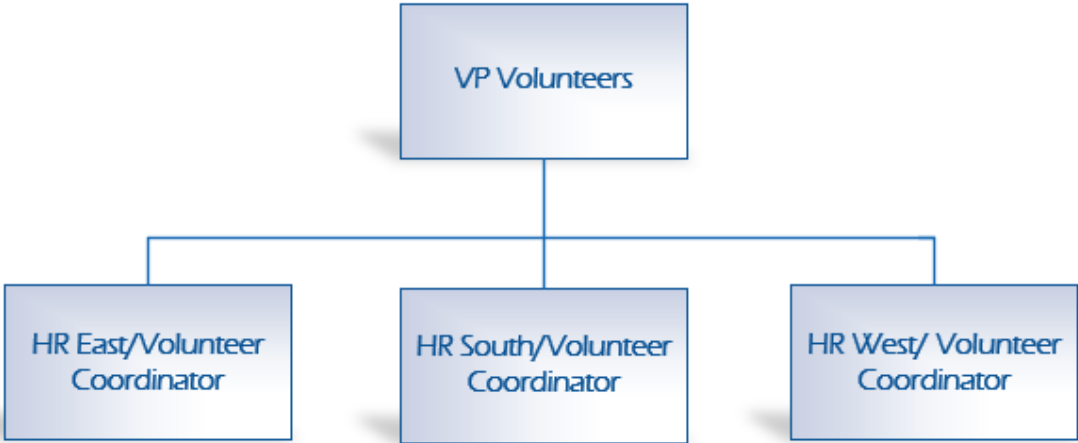 VP Volunteers
HR East/Volunteer
Coordinator
HR South/Volunteer
Coordinator
HR West/ Volunteer
Coordinator